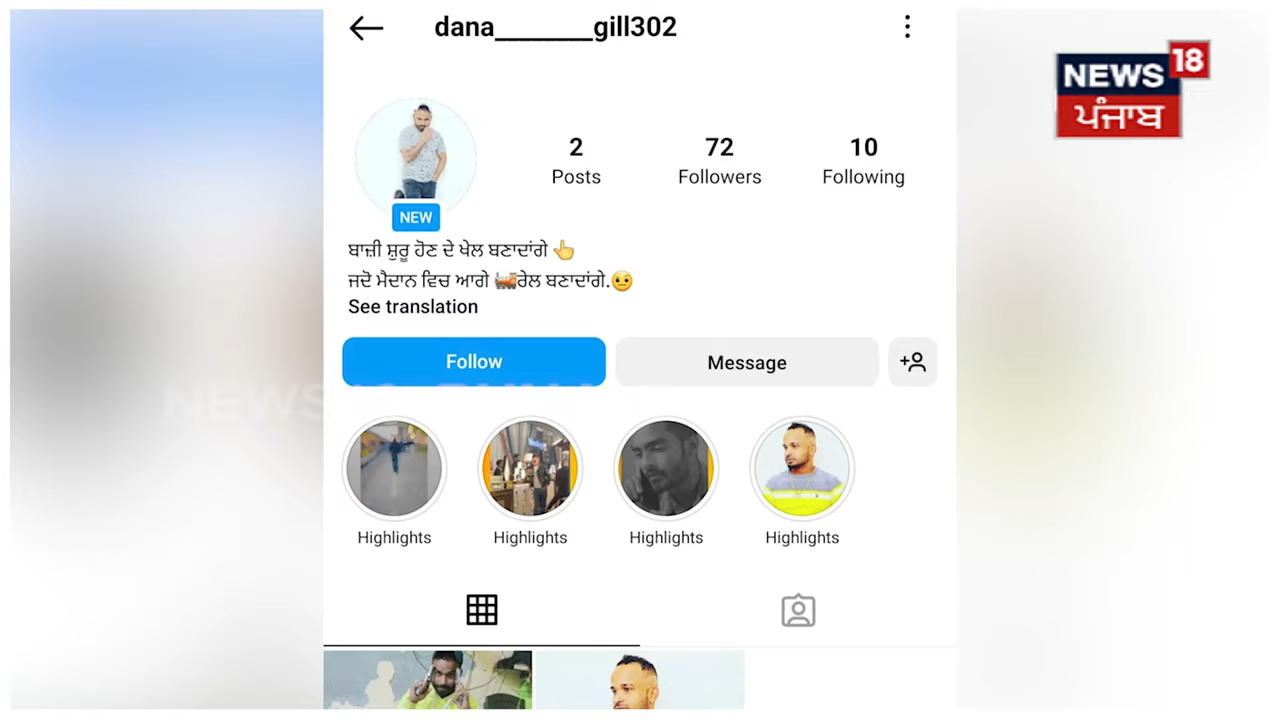 dana_______gill302
NEWS 18
ਪੰਜਾਬ
2 72 10
Posts Followers Following
NEW
ਬਾਜ਼ੀ ਸ਼ੁਰੂ ਹੋਣ ਦੇ ਖੇਲ ਬਣਾਦਾਂਗੇ 👆
ਜਦੋ ਮੈਦਾਨ ਵਿਚ ਆਗੇ 🚂ਰੇਲ ਬਣਾਦਾਂਗੇ.🤨
See translation
Follow Message
NEWS
Highlights Highlights Highlights Highlights